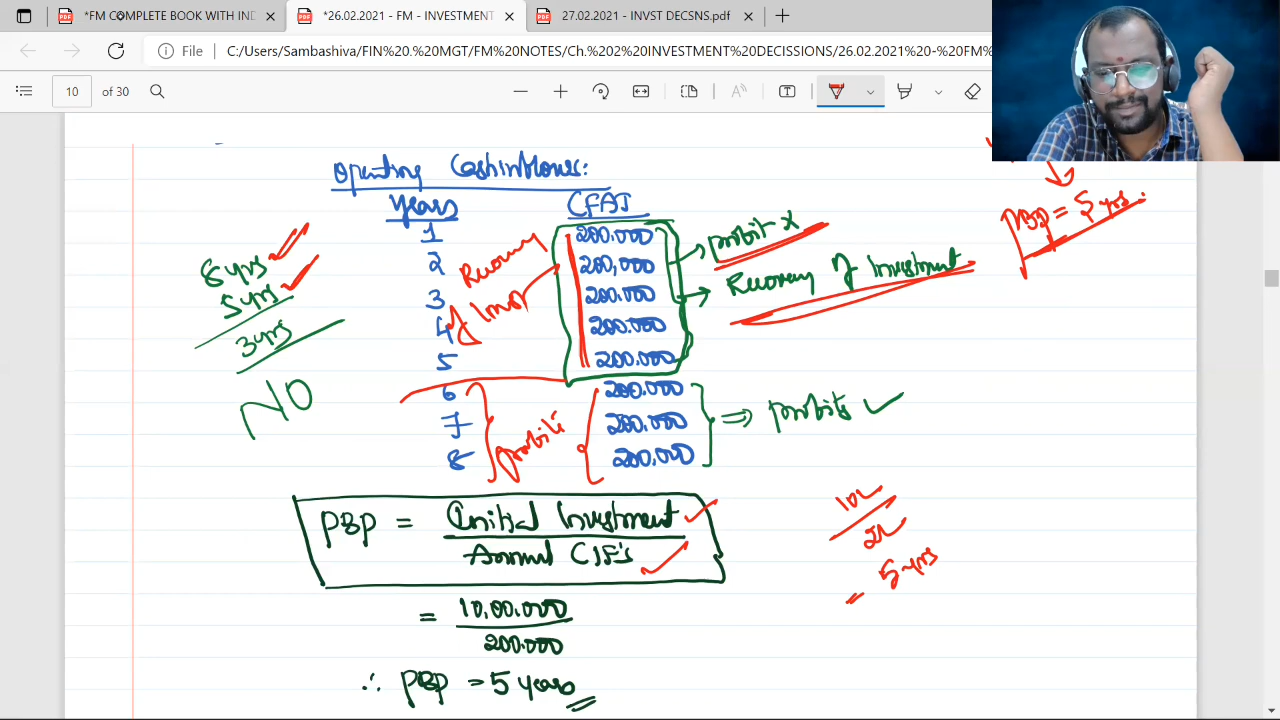 *FM COMPLETE BOOK WITH IND
*26.02.2021 - FM - INVESTMENT
27.02.2021 - INVST DECSNS.pdf
File
C:/Users/Sambashiva/FIN%20.%20MGT/FM%20NOTES/Ch.%202%20INVESTMENT%20DECISSIONS/26.02.2021%20-%20FM%
10 of 30
Operating Cashinflows:
Years CFAT
1 200.000
2 200,000
3 200.000
4 200.000
5 200.000
6 200.000
7 200.000
8 200.000
Recovery
of Invst
profit x
Recovery of Investment
PBP = 5 yrs.
8 yrs
5 yrs
3 yrs
NO
profits
⇒ profits ✓
PBP = Initial Investment
Annual CIF's
= 10,00,000
200.000
∴ PBP = 5 years
10L
2L
= 5 yrs